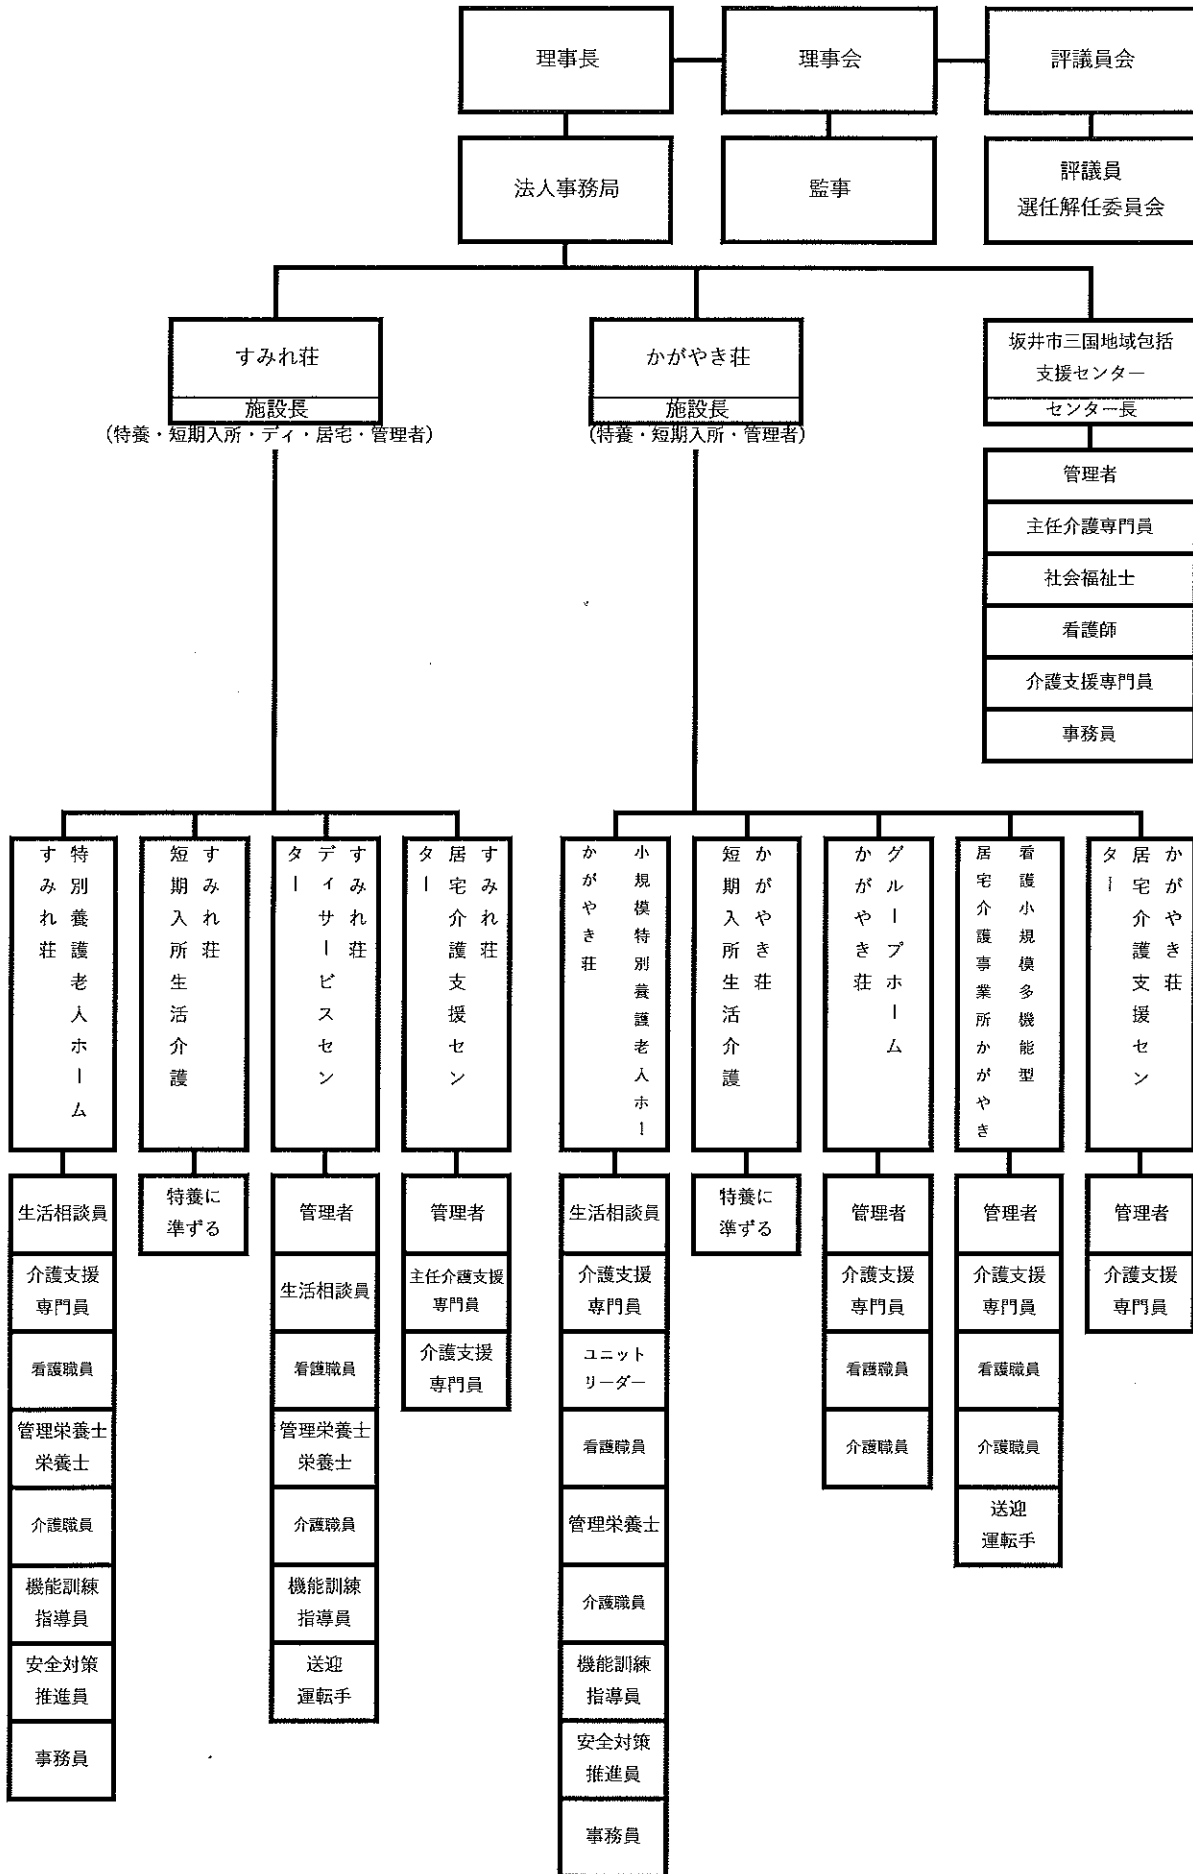 理事長
理事会
評議員会
法人事務局
監事
評議員
選任解任委員会
すみれ荘
施設長
(特養・短期入所・ディ・居宅・管理者)
かがやき荘
施設長
(特養・短期入所・管理者)
坂井市三国地域包括
支援センター
センター長
管理者
主任介護専門員
社会福祉士
看護師
介護支援専門員
事務員
特別養護老人ホーム
すみれ荘
すみれ荘
短期入所生活介護
すみれ荘
ディサービスセン
ター
すみれ荘
居宅介護支援セン
ター
小規模特別養護老人ホー
かがやき荘
かがやき荘
短期入所生活介護
グループホーム
かがやき荘
看護小規模多機能型
居宅介護事業所かがやき
かがやき荘
居宅介護支援セン
ター
生活相談員
介護支援
専門員
看護職員
管理栄養士
栄養士
介護職員
機能訓練
指導員
安全対策
推進員
事務員
特養に
準ずる
管理者
生活相談員
看護職員
管理栄養士
栄養士
介護職員
機能訓練
指導員
送迎
運転手
管理者
主任介護支援
専門員
介護支援
専門員
生活相談員
介護支援
専門員
ユニット
リーダー
看護職員
管理栄養士
介護職員
機能訓練
指導員
安全対策
推進員
事務員
特養に
準ずる
管理者
介護支援
専門員
看護職員
介護職員
管理者
介護支援
専門員
看護職員
介護職員
送迎
運転手
管理者
介護支援
専門員